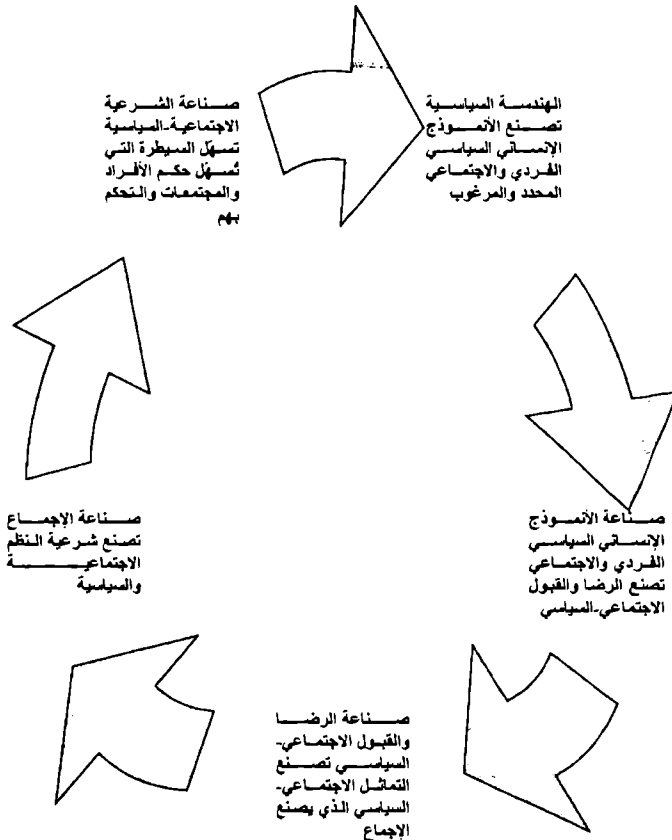 الهندسة السياسية
تصنع الأنموذج
الإنساني السياسي
الفردي والاجتماعي
المحدد والمرغوب
صناعة الأنموذج
الإنساني السياسي
الفردي والاجتماعي
تصنع الرضا والقبول
الاجتماعي-السياسي
صناعة الرضا
والقبول الاجتماعي-
السياسي تصنع
التماثل الاجتماعي-
السياسي الذي يصنع
الإجماع
صناعة الإجماع
تصنع شرعية النظم
الاجتماعية
والسياسية
صناعة الشرعية
الاجتماعية-السياسية
تسهّل السيطرة التي
تُسهّل حكم الأفراد
والمجتمعات والتحكم
بهم